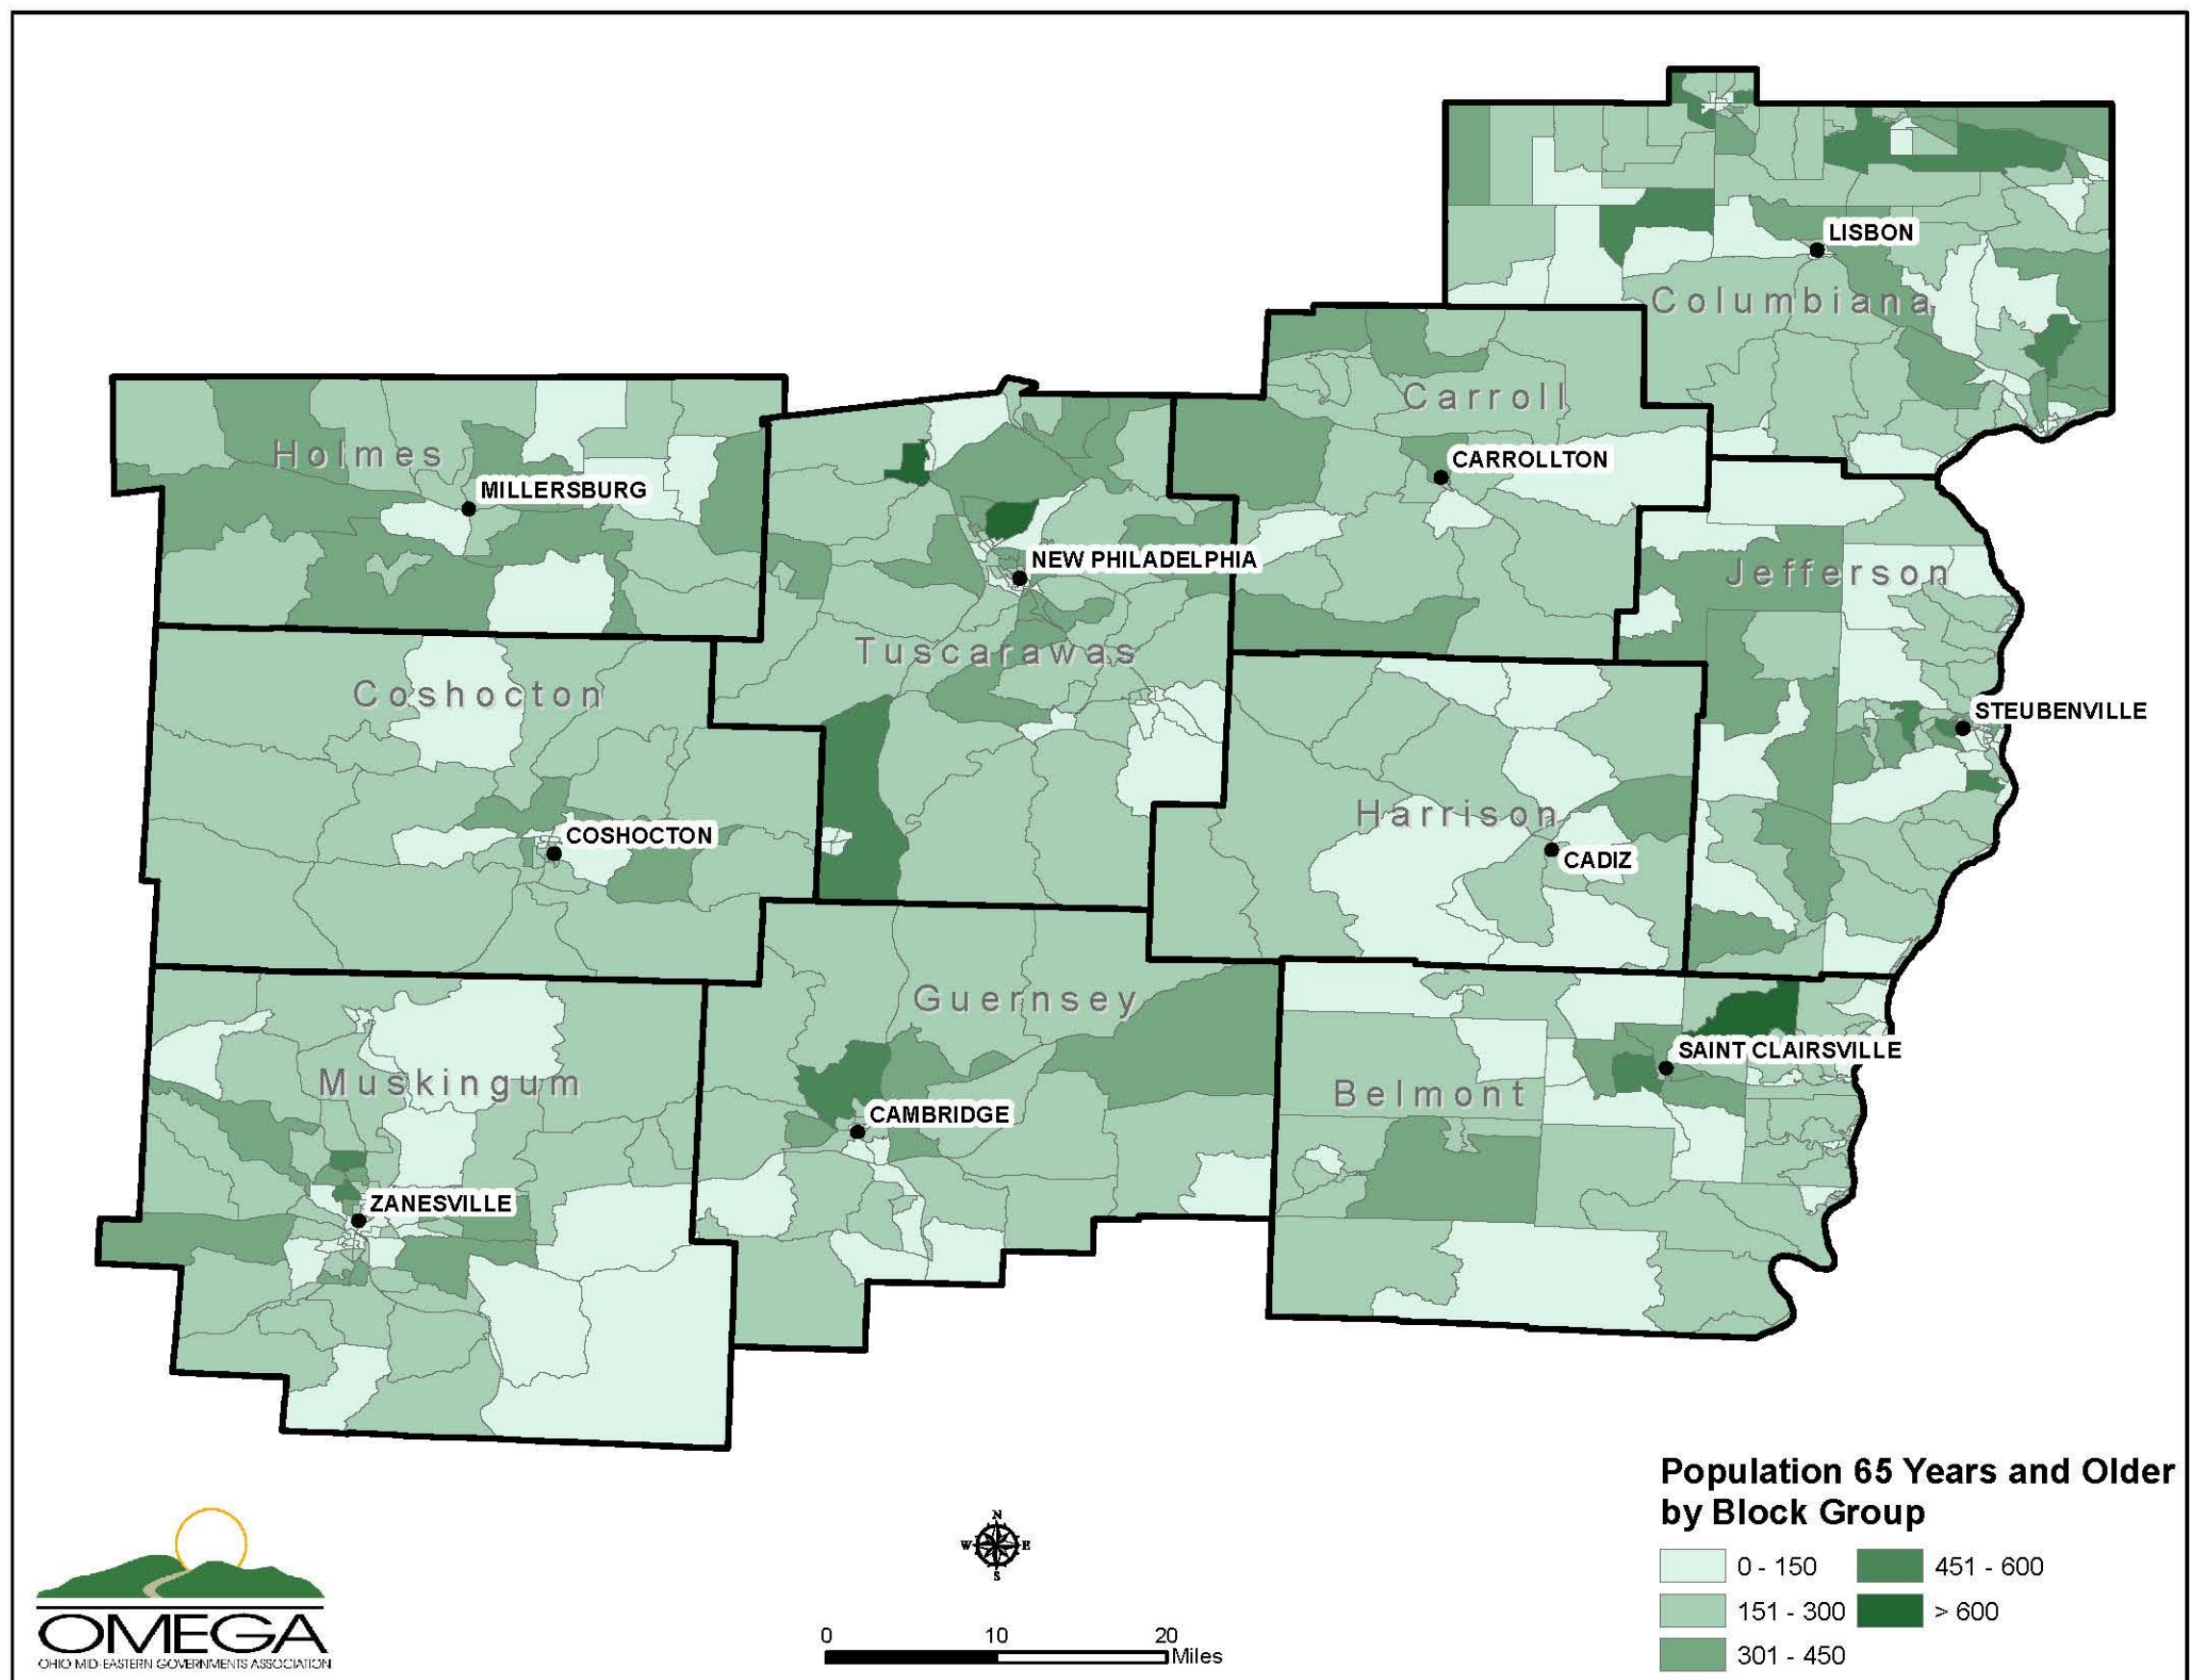 LISBON
Columbiana
Carroll
CARROLLTON
Holmes
MILLERSBURG
NEW PHILADELPHIA
Jefferson
Tuscarawas
Coshocton
STEUBENVILLE
Harrison
COSHOCTON
CADIZ
Guernsey
SAINT CLAIRSVILLE
Muskingum
Belmont
CAMBRIDGE
ZANESVILLE
Population 65 Years and Older
by Block Group
0 - 150
451 - 600
151 - 300
> 600
301 - 450
N
W E
S
0 10 20
Miles
OMEGA
OHIO MID-EASTERN GOVERNMENTS ASSOCIATION